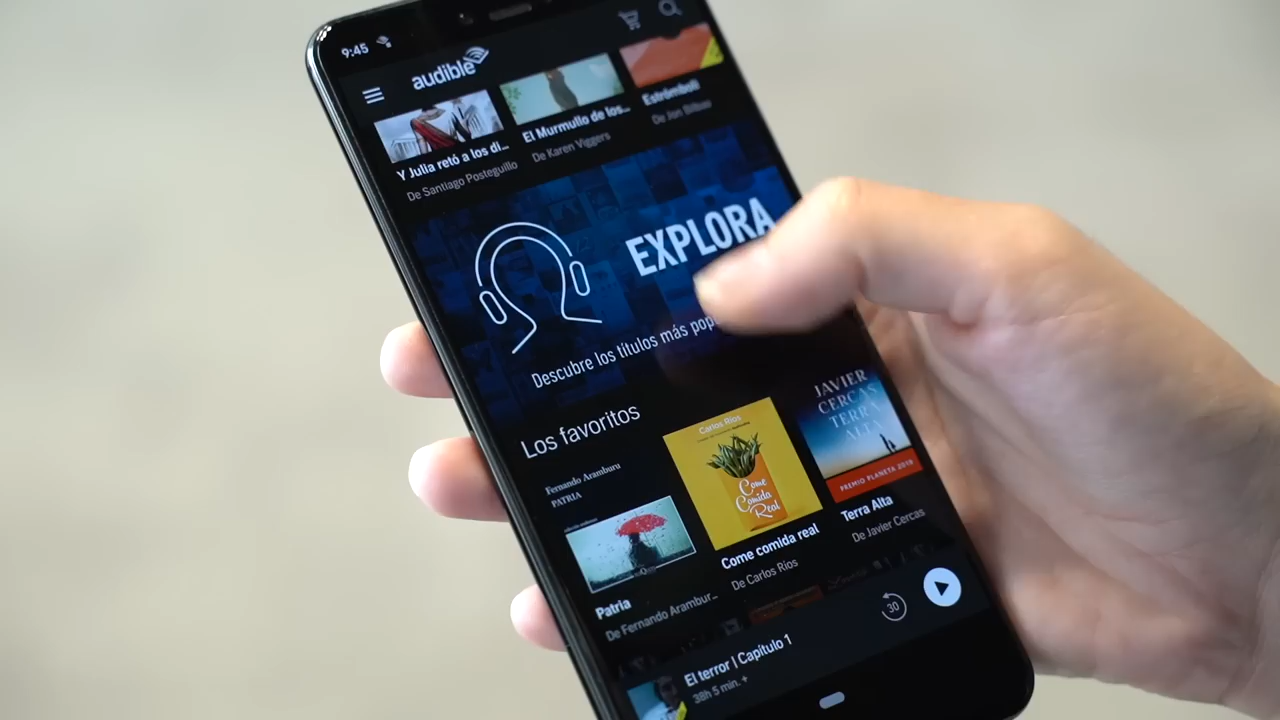 9:45
audible
Y Julia retó a los di...
De Santiago Posteguillo
El Murmullo de los...
De Karen Viggers
Estrómboli
De Jon Bilbao
EXPLORA
Descubre los títulos más pop
Los favoritos
Fernando Aramburu
PATRIA
Patria
De Fernando Arambur...
Carlos Ríos
Come
Comida
Real
Come comida real
De Carlos Ríos
JAVIER
CERCAS
TERRA
ALTA
PREMIO PLANETA 2019
Terra Alta
De Javier Cercas
30
El terror | Capítulo 1
38h 5 min. +